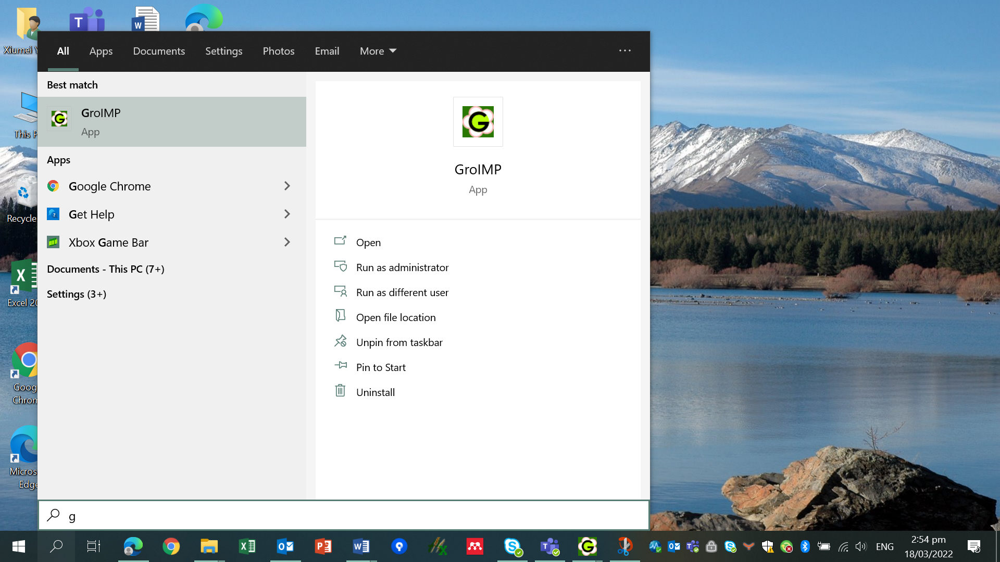 All Apps Documents Settings Photos Email More ...
Xiumei Y
This P
Recycle
Excel 20
Goog
Chrom
Micros
Edge
Best match
GroIMP
App
Apps
Google Chrome
Get Help
Xbox Game Bar
Documents - This PC (7+)
Settings (3+)
GroIMP
App
Open
Run as administrator
Run as different user
Open file location
Unpin from taskbar
Pin to Start
Uninstall
g
ENG
2:54 pm
18/03/2022